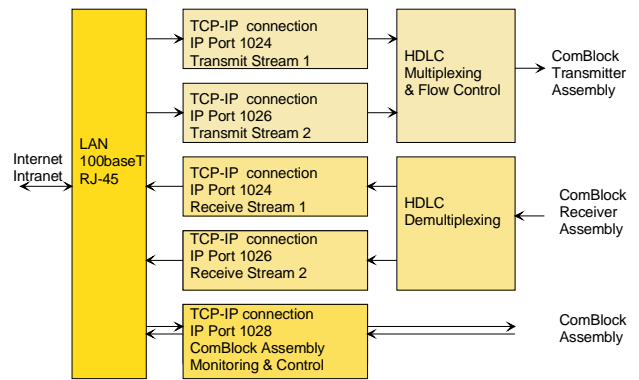 TCP-IP connection
IP Port 1024
Transmit Stream 1
HDLC
Multiplexing
& Flow Control
ComBlock
Transmitter
Assembly
TCP-IP connection
IP Port 1026
Transmit Stream 2
LAN
100baseT
RJ-45
Internet
Intranet
TCP-IP connection
IP Port 1024
Receive Stream 1
HDLC
Demultiplexing
ComBlock
Receiver
Assembly
TCP-IP connection
IP Port 1026
Receive Stream 2
TCP-IP connection
IP Port 1028
ComBlock Assembly
Monitoring & Control
ComBlock
Assembly